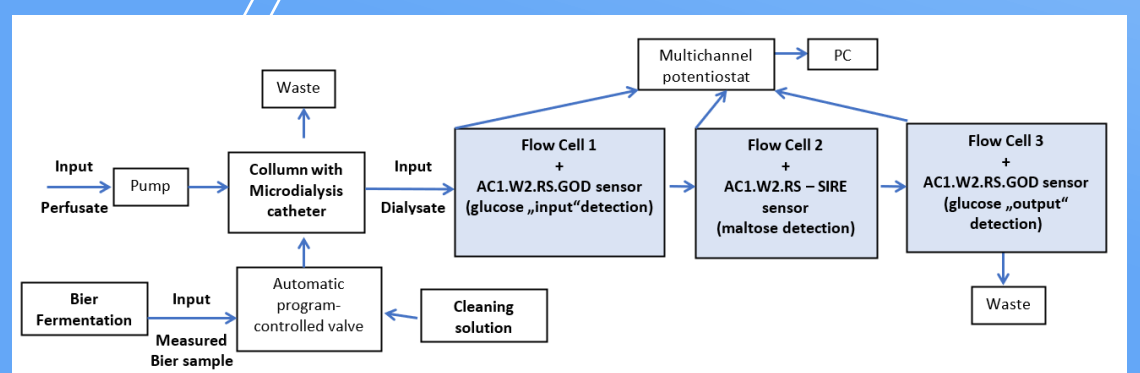 Multichannel
potentiostat
PC
Waste
Input
Perfusate
Pump
Collumn with
Microdialysis
catheter
Input
Dialysate
Flow Cell 1
+
AC1.W2.RS.GOD sensor
(glucose „input“detection)
Flow Cell 2
+
AC1.W2.RS – SIRE
sensor
(maltose detection)
Flow Cell 3
+
AC1.W2.RS.GOD sensor
(glucose „output“
detection)
Waste
Bier
Fermentation
Input
Measured
Bier sample
Automatic
program-
controlled valve
Cleaning
solution